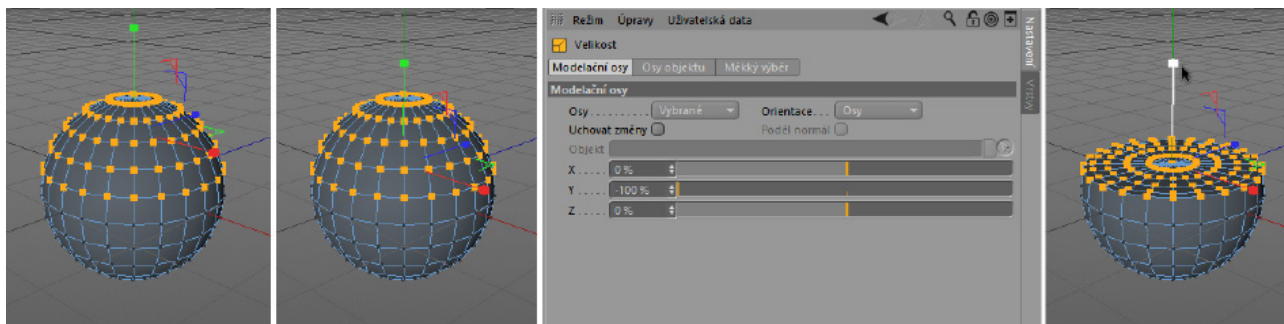 Režim Úpravy Uživatelská data
Velikost
Modelační osy Osy objektu Měkký výběr
Modelační osy
Osy . . . . . . . . . . Vybrané Orientace . . . Osy
Uchovat změny Podél normál
Objekt
X . . . . . 0 %
Y . . . . . -100 %
Z . . . . . 0 %
Nastavení
Vrstvy